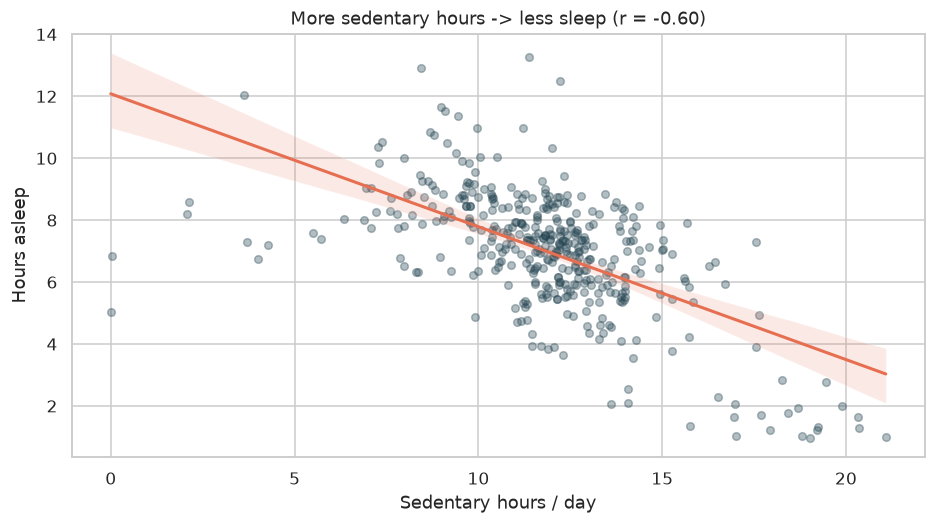 More sedentary hours -> less sleep (r = -0.60)
14
12
10
8
6
4
2
Hours asleep
0 5 10 15 20
Sedentary hours / day